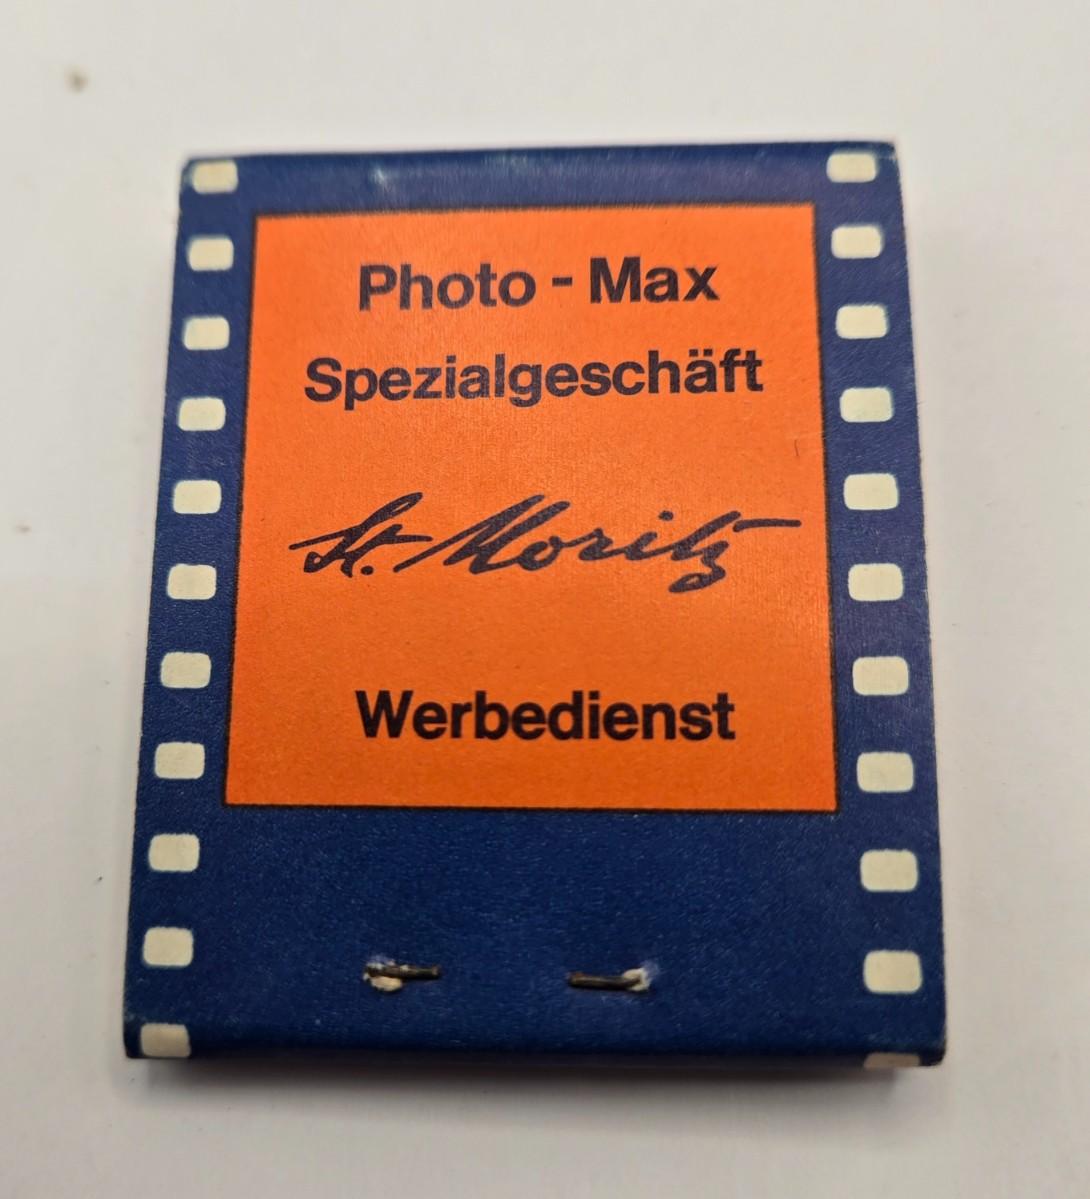 Photo - Max
Spezialgeschäft
St. Moritz
Werbedienst